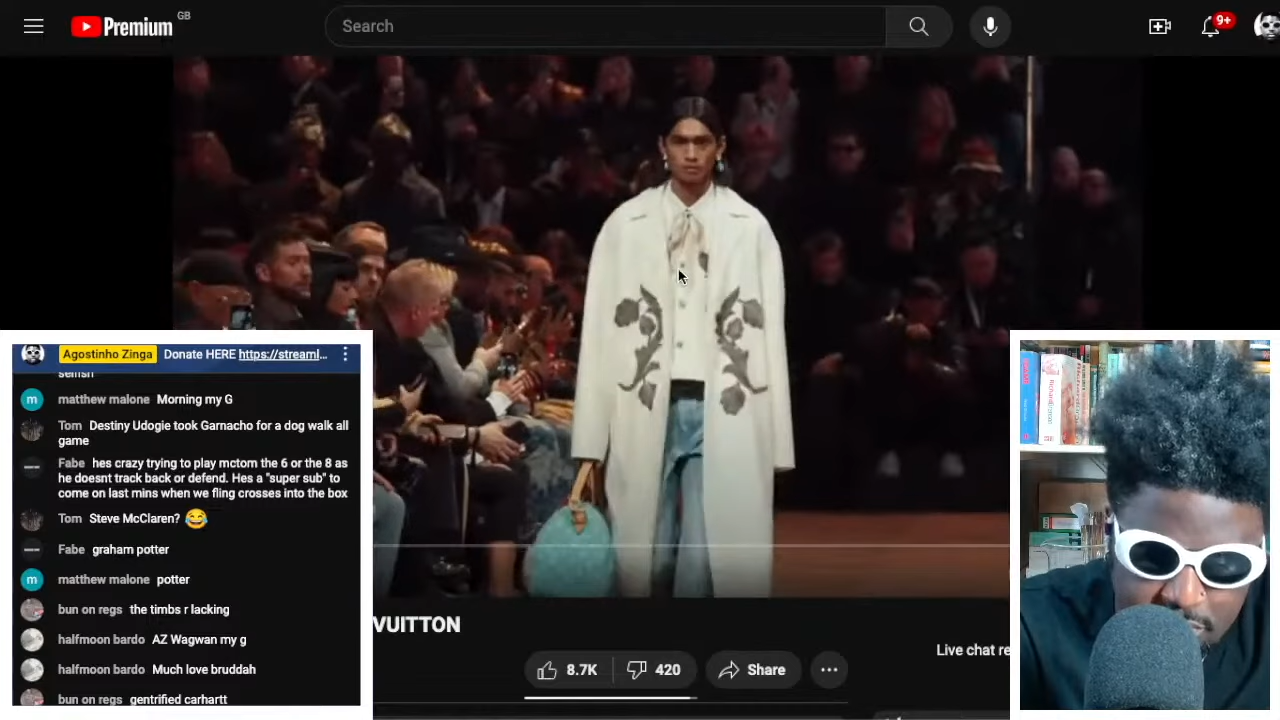 Premium GB
Search
9+
Agostinho Zinga Donate HERE https://streaml...
selfish
matthew malone Morning my G
Tom Destiny Udogie took Garnacho for a dog walk all
game
Fabe hes crazy trying to play mctom the 6 or the 8 as
he doesnt track back or defend. Hes a "super sub" to
come on last mins when we fling crosses into the box
Tom Steve McClaren? 😂
Fabe graham potter
matthew malone potter
bun on regs the timbs r lacking
halfmoon bardo AZ Wagwan my g
halfmoon bardo Much love bruddah
bun on regs gentrified carhartt
VUITTON
Live chat re
8.7K 420 Share